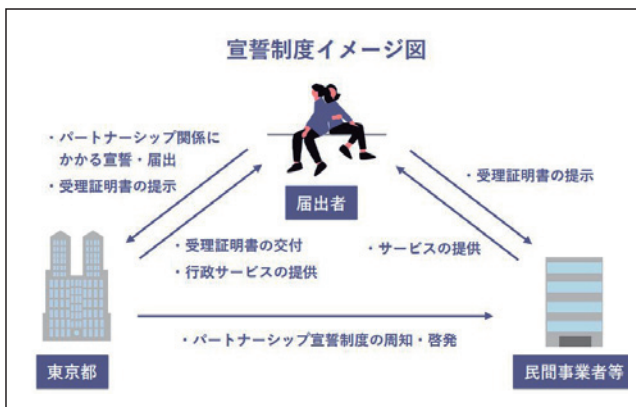 宣誓制度イメージ図
・パートナーシップ関係に
かかる宣誓・届出
・受理証明書の提示
届出者
・受理証明書の提示
・受理証明書の交付
・行政サービスの提供
・サービスの提供
・パートナーシップ宣誓制度の周知・啓発
東京都
民間事業者等